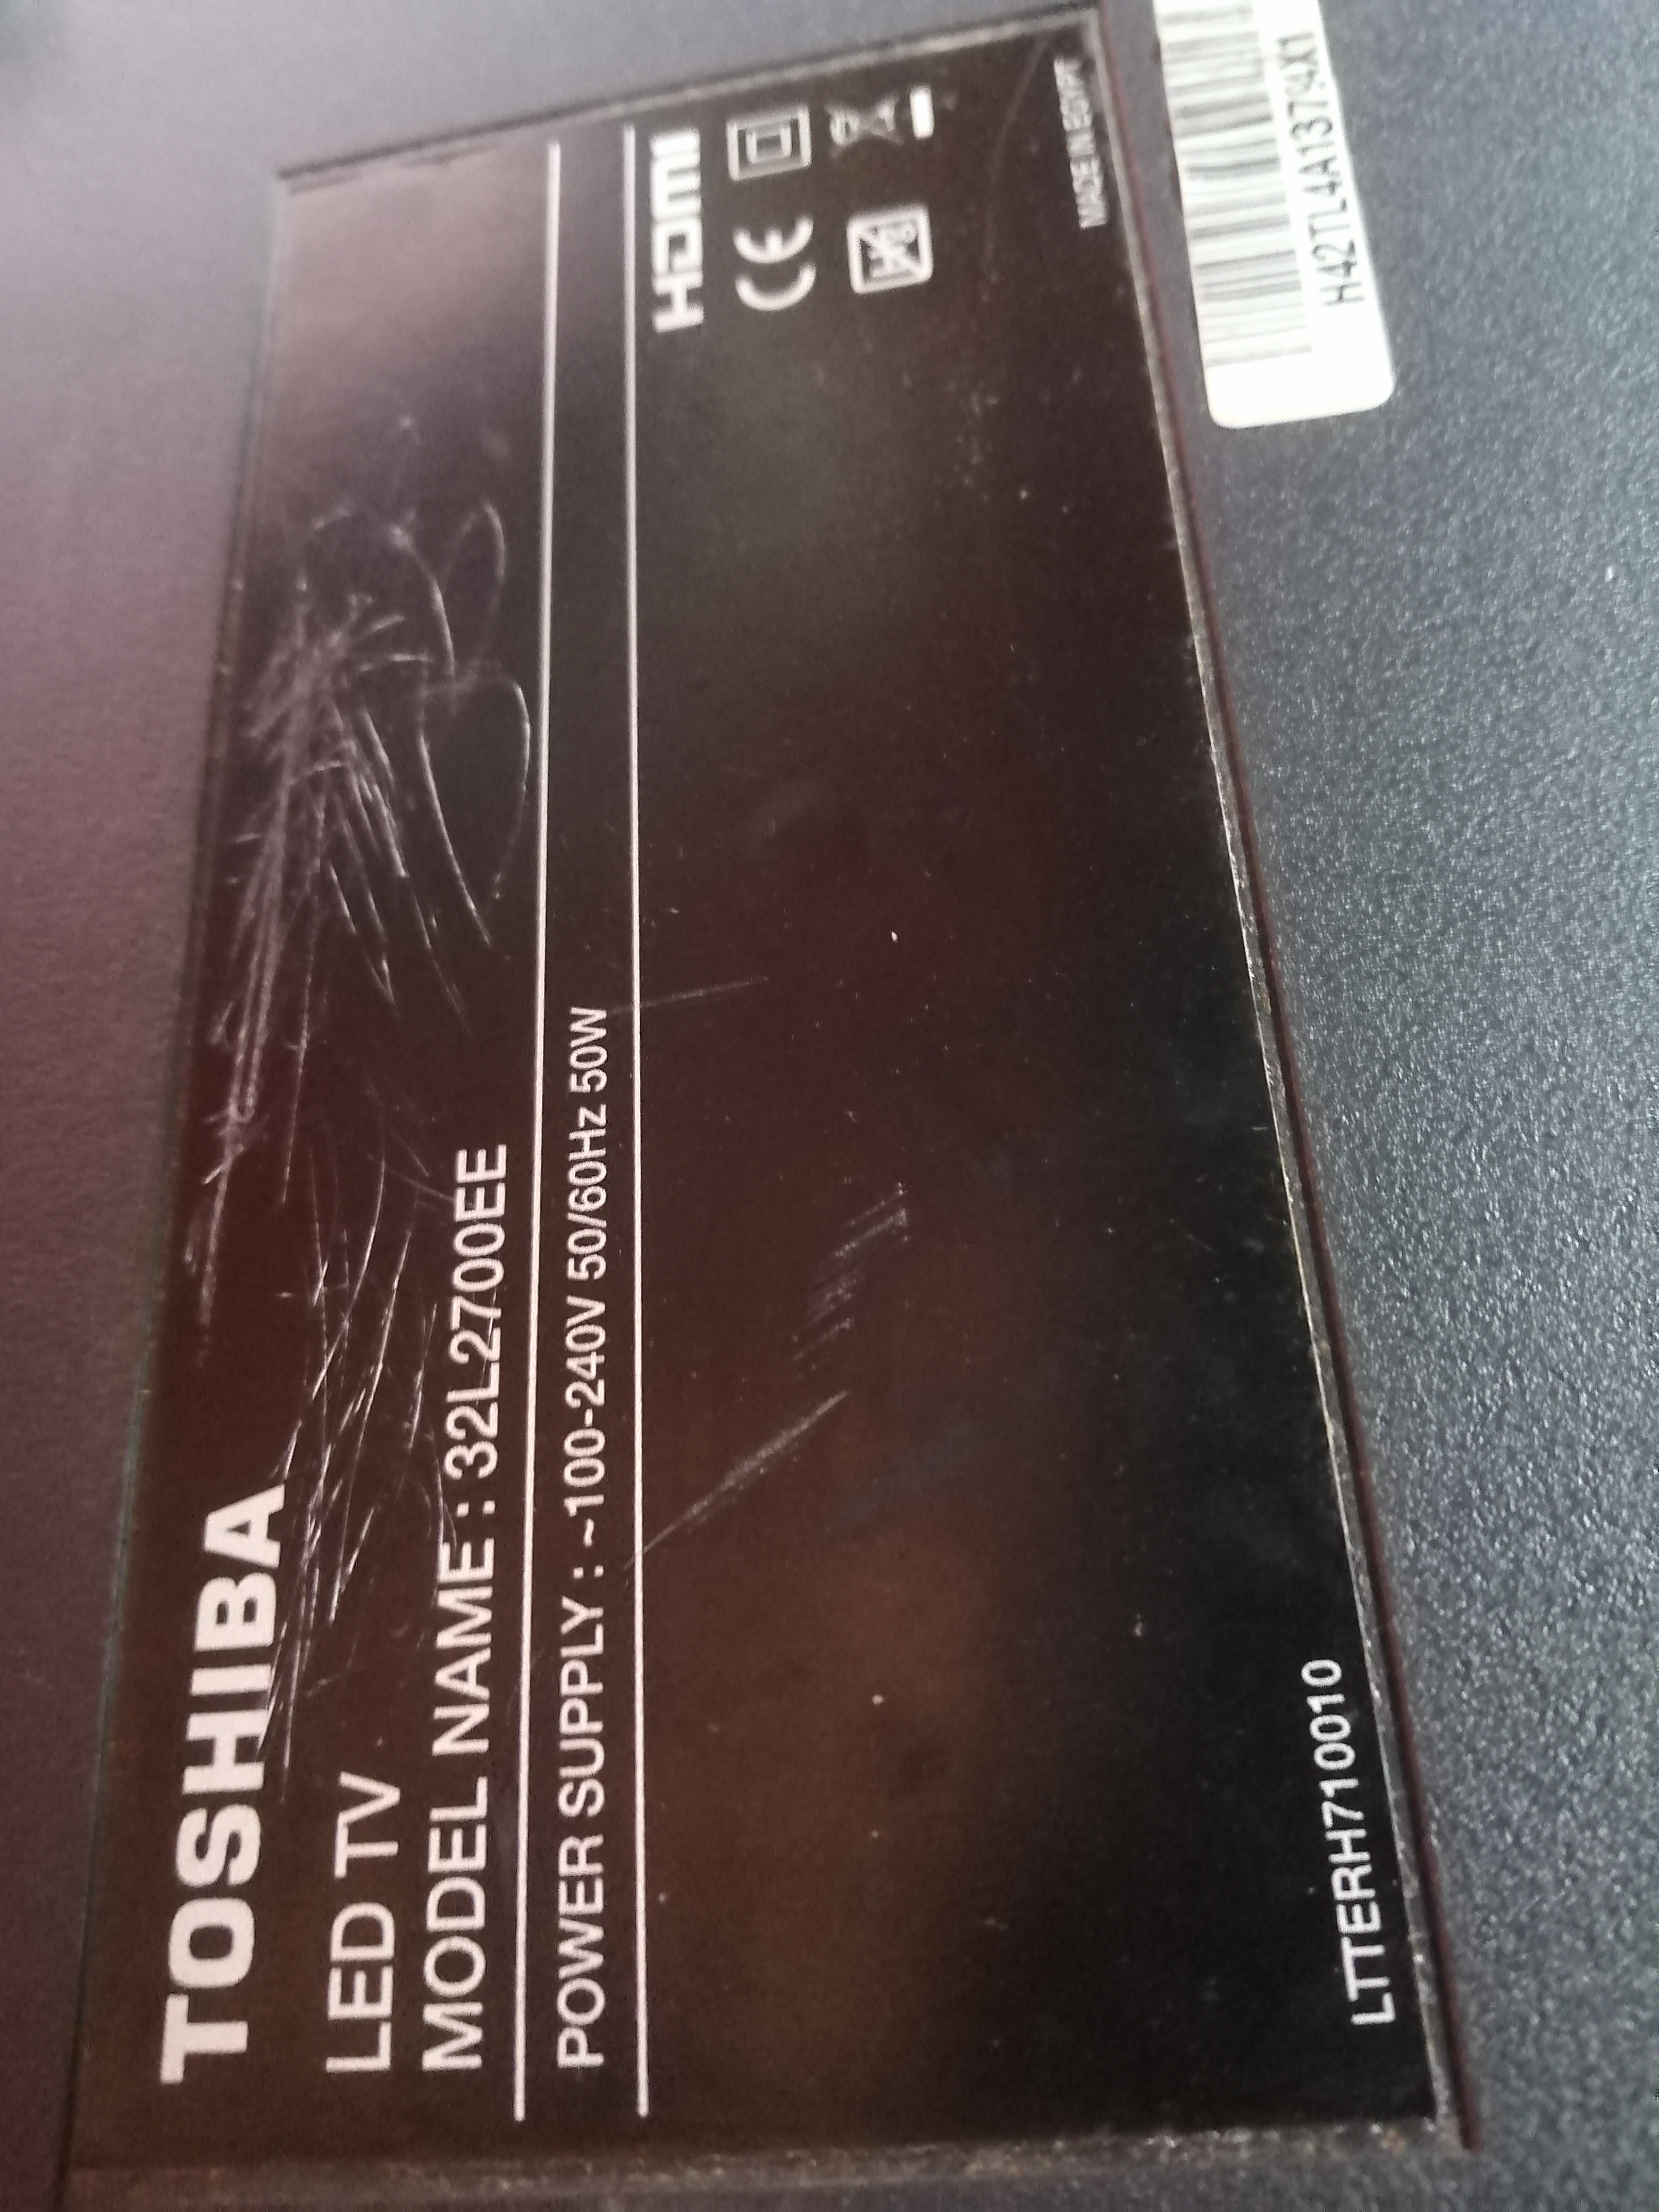 TOSHIBA
LED TV
MODEL NAME : 32L2700EE
POWER SUPPLY : ~100-240V 50/60Hz 50W
HDMI
CE
MADE IN EGYPT
LTTERH710010
H42TL4A13794X1